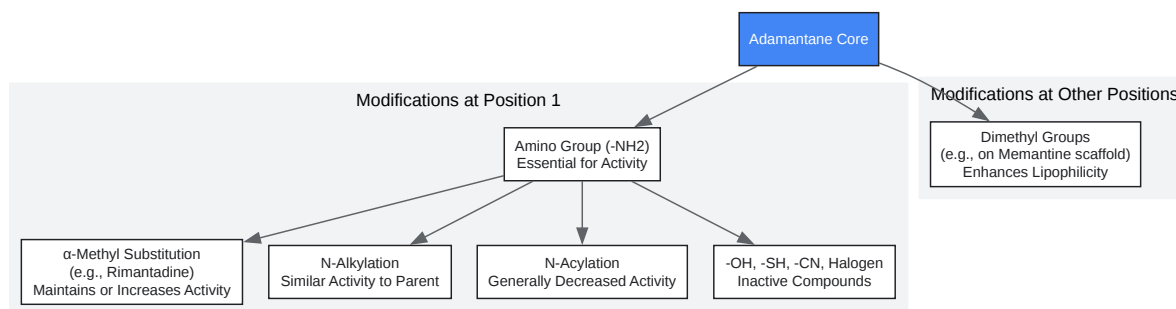 Adamantane Core
Modifications at Position 1
Modifications at Other Positions
Amino Group (-NH2)
Essential for Activity
Dimethyl Groups
(e.g., on Memantine scaffold)
Enhances Lipophilicity
α-Methyl Substitution
(e.g., Rimantadine)
Maintains or Increases Activity
N-Alkylation
Similar Activity to Parent
N-Acylation
Generally Decreased Activity
-OH, -SH, -CN, Halogen
Inactive Compounds